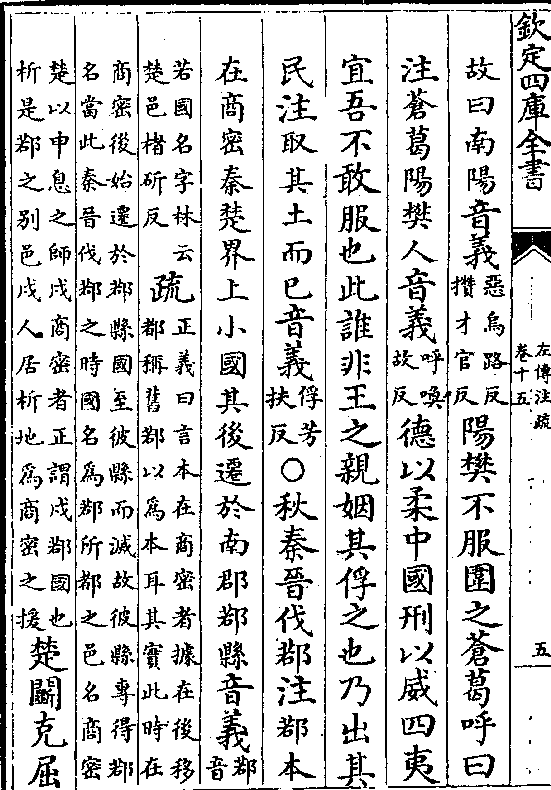 欽定四庫全書
左傳注疏
卷十五
五
故曰南陽音義惡烏路反
攢才官反陽樊不服圍之蒼葛呼曰
注蒼葛陽樊人音義呼喚
故反德以柔中國刑以威四夷
宜吾不敢服也此誰非王之親姻其俘之也乃出其
民注取其土而已音義俘芳
扶反○秋秦晉伐鄀注鄀本
在商密秦楚界上小國其後遷於南郡鄀縣音義鄀
音
若國名字林云
楚邑楮斫反疏正義曰言本在商密者據在後移
鄀稱舊鄀以為本耳其實此時在
商密後始遷於鄀縣國至彼縣而滅故彼縣專得鄀
名當此秦晉伐鄀之時國名為鄀所都之邑名商密
楚以申息之師戍商密者正謂戍鄀國也
析是鄀之別邑戍人居析地為商密之援楚鬭克屈